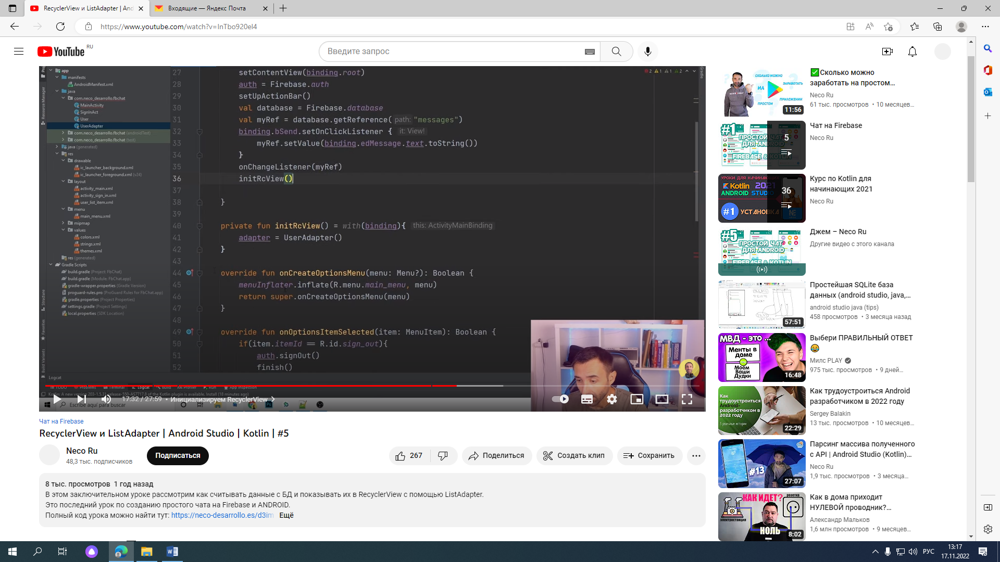 RecyclerView и ListAdapter | And
Входящие — Яндекс Почта
https://www.youtube.com/watch?v=InTbo920el4
YouTube RU
Введите запрос
app
manifests
AndroidManifest.xml
java
com.neco_desarrollo.fbchat
MainActivity
SignInAct
User
UserAdapter
com.neco_desarrollo.fbchat (androidTest)
com.neco_desarrollo.fbchat (test)
java (generated)
res
drawable
ic_launcher_background.xml
ic_launcher_foreground.xml (v24)
layout
activity_main.xml
activity_sign_in.xml
user_list_item.xml
menu
main_menu.xml
mipmap
values
colors.xml
strings.xml
themes.xml
res (generated)
Gradle Scripts
build.gradle (Project: FbChat)
build.gradle (Module: FbChat.app)
gradle-wrapper.properties (Gradle Version)
proguard-rules.pro (ProGuard Rules for FbChat.app)
gradle.properties (Project Properties)
settings.gradle (Project Settings)
local.properties (SDK Location)
Resource Manager
Structure
Favorites
Build Variants
Gradle
2 1 1 2
27 setContentView(binding.root)
28 auth = Firebase.auth
29 setUpActionBar()
30 val database = Firebase.database
31 val myRef = database.getReference( path: "messages")
32 binding.bSend.setOnClickListener { it: View!
33 myRef.setValue(binding.edMessage.text.toString())
34 }
35 onChangeListener(myRef)
36 initRcView()
37
38 }
39
40 private fun initRcView() = with(binding){ this: ActivityMainBinding
41 adapter = UserAdapter()
42 }
43
44 override fun onCreateOptionsMenu(menu: Menu?): Boolean {
45 menuInflater.inflate(R.menu.main_menu, menu)
46 return super.onCreateOptionsMenu(menu)
47 }
48
49 override fun onOptionsItemSelected(item: MenuItem): Boolean {
50 if(item.itemId == R.id.sign_out){
51 auth.signOut()
52 finish()
Logcat
TODO Problems Terminal Logcat Build Profiler Run App Inspection
Escribe aquí para buscar
17:32 / 27:59 • Инициализируем RecyclerView
Чат на Firebase
RecyclerView и ListAdapter | Android Studio | Kotlin | #5
Neco Ru
48,3 тыс. подписчиков
Подписаться
267
Поделиться
Создать клип
Сохранить
8 тыс. просмотров 1 год назад
В этом заключительном уроке рассмотрим как считывать данные с БД и показывать их в RecyclerView с помощью ListAdapter.
Это последний урок по созданию простого чата на Firebase и ANDROID.
Полный код урока можно найти тут: https://neco-desarrollo.es/d3im Ещё
СКОЛЬКО МОЖНО
ЗАРАБОТАТЬ
НА
ПРОСТОМ
ПРИЛОЖЕНИИ
11:56
✅Сколько можно
заработать на простом…
Neco Ru
61 тыс. просмотров • 10 месяцев…
#1
ПРОСТОЙ ЧАТ
ДЛЯ ANDROID
FIREBASE & KOTLIN
5
Чат на Firebase
Neco Ru
УРОКИ ДЛЯ НАЧИНАЮЩИХ
Kotlin 2021
ANDROID STUDIO
#1 УСТАНОВКА
36
Курс по Kotlin для
начинающих 2021
Neco Ru
#5
ПРОСТОЙ ЧАТ
ДЛЯ ANDROID
FIREBASE & KOTLIN
Джем – Neco Ru
Другие видео с этого канала
57:51
Простейшая SQLite база
данных (android studio, java,…
android studio java (tips)
458 просмотров • 3 месяца назад
МВД - это ...
Менты в
доме
Моём
Ваши
Дудки
16:48
Выбери ПРАВИЛЬНЫЙ ОТВЕТ
😂
Милс PLAY
975 тыс. просмотров • 9 дней…
Как
трудоустроиться
Android-
разработчиком в
2022 году
3 реальные истории
22:29
Как трудоустроиться Android
разработчиком в 2022 году
Sergey Balakin
13 тыс. просмотров • 10 месяцев…
#13
27:07
Парсинг массива полученного
с API | Android Studio (Kotlin)…
Neco Ru
1,9 тыс. просмотров • 3 месяца…
КАК ИДЕТ?
розетка
электростанция
НОЛЬ
8:02
Как в дома приходит
НУЛЕВОЙ проводник?…
Александр Мальков
1,6 млн просмотров • 9 месяцев…
РУС
13:17
17.11.2022